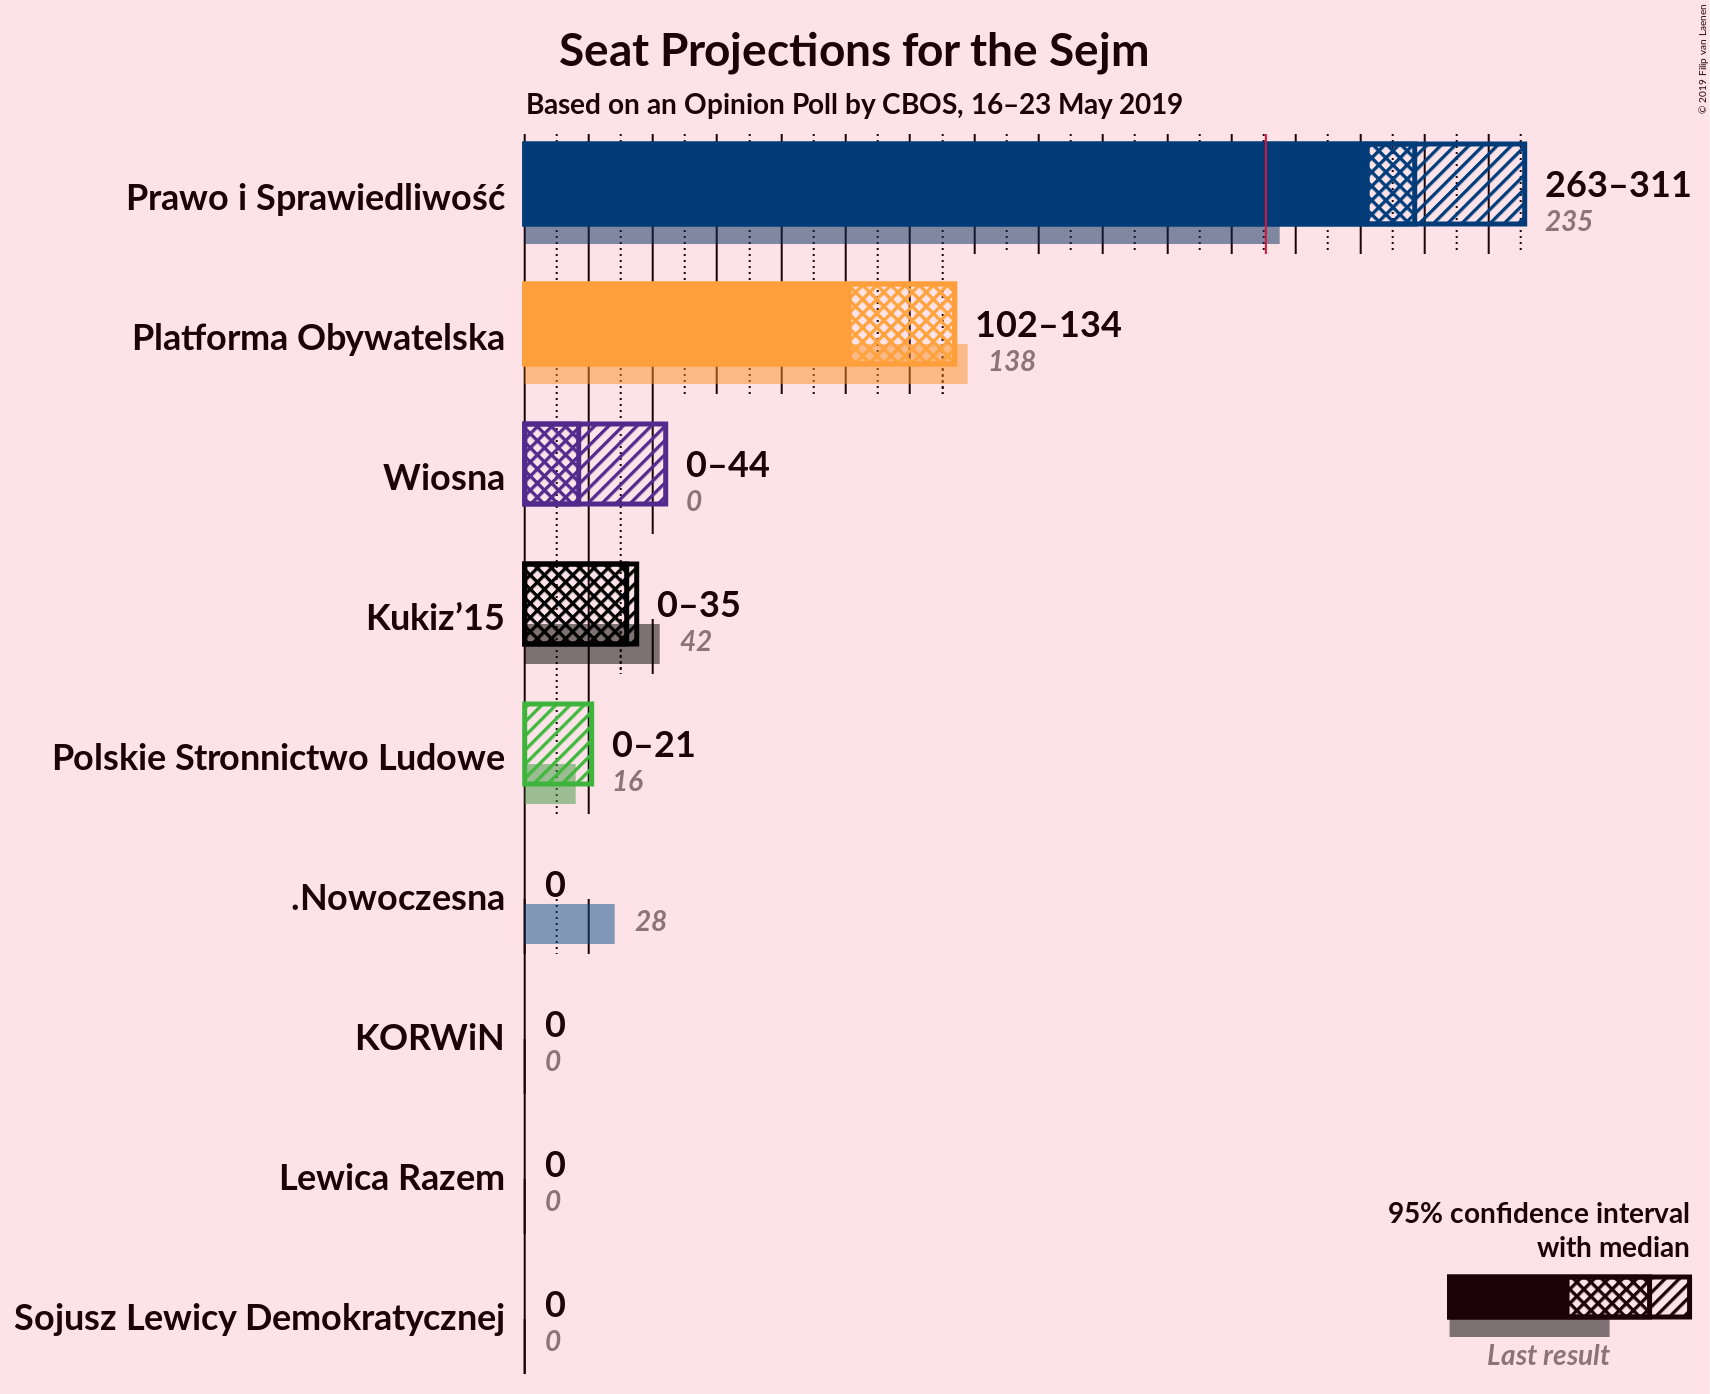 Seat Projections for the Sejm
Based on an Opinion Poll by CBOS, 16–23 May 2019
© 2019 Filip van Laenen
Prawo i Sprawiedliwość
263–311
235
Platforma Obywatelska
102–134
138
Wiosna
0–44
0
Kukiz’15
0–35
42
Polskie Stronnictwo Ludowe
0–21
16
.Nowoczesna
0
28
KORWiN
0
0
Lewica Razem
0
0
Sojusz Lewicy Demokratycznej
0
0
95% confidence interval
with median
Last result